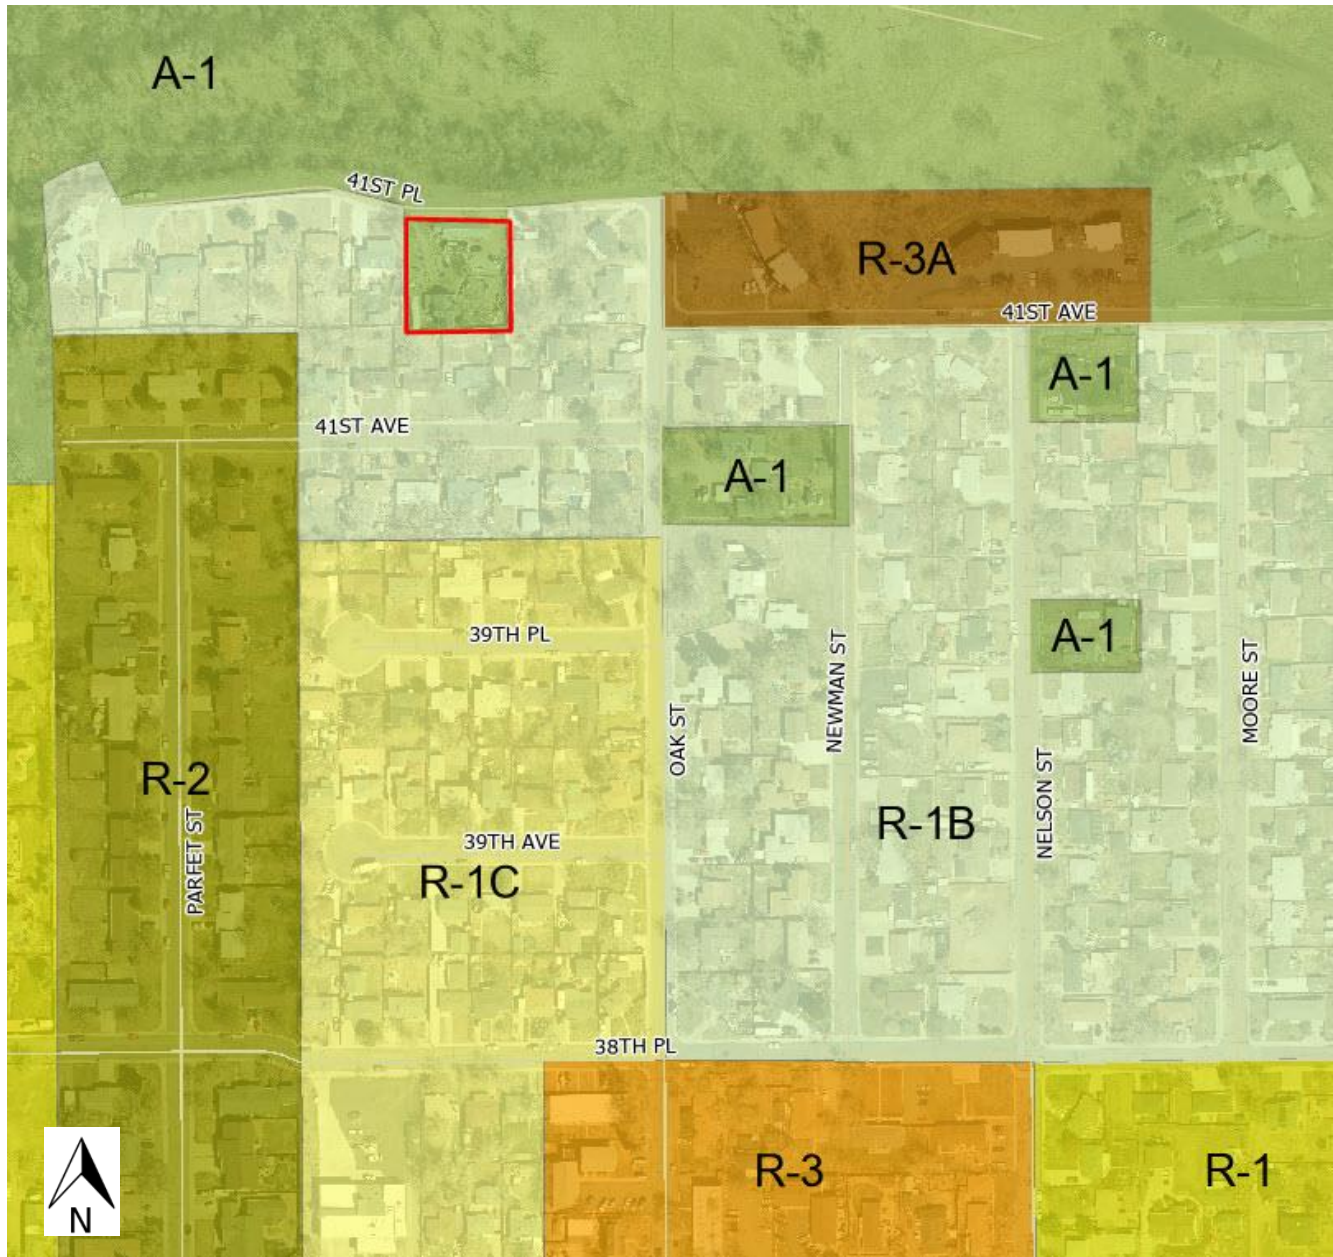 A-1
41ST PL
R-3A
41ST AVE
A-1
41ST AVE
A-1
39TH PL
A-1
NEWMAN ST
MOORE ST
OAK ST
R-2
NELSON ST
PARFET ST
R-1B
39TH AVE
R-1C
38TH PL
R-3
R-1
N